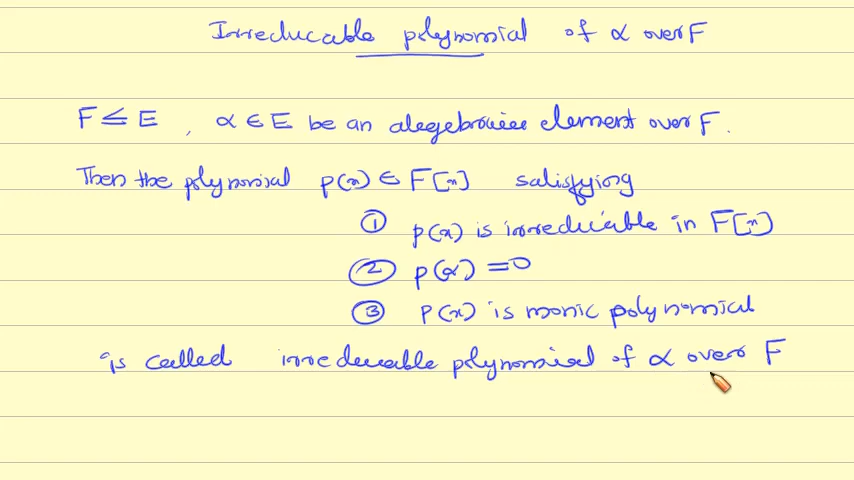 Irreducable polynomial of α over F
F ≤ E , α ∈ E be an alegebraic element over F.
Then the polynomial p(x) ∈ F[x] satisfying
① p(x) is irreducible in F[x]
② p(α) = 0
③ p(x) is monic polynomial
is called irreducable polynomial of α over F